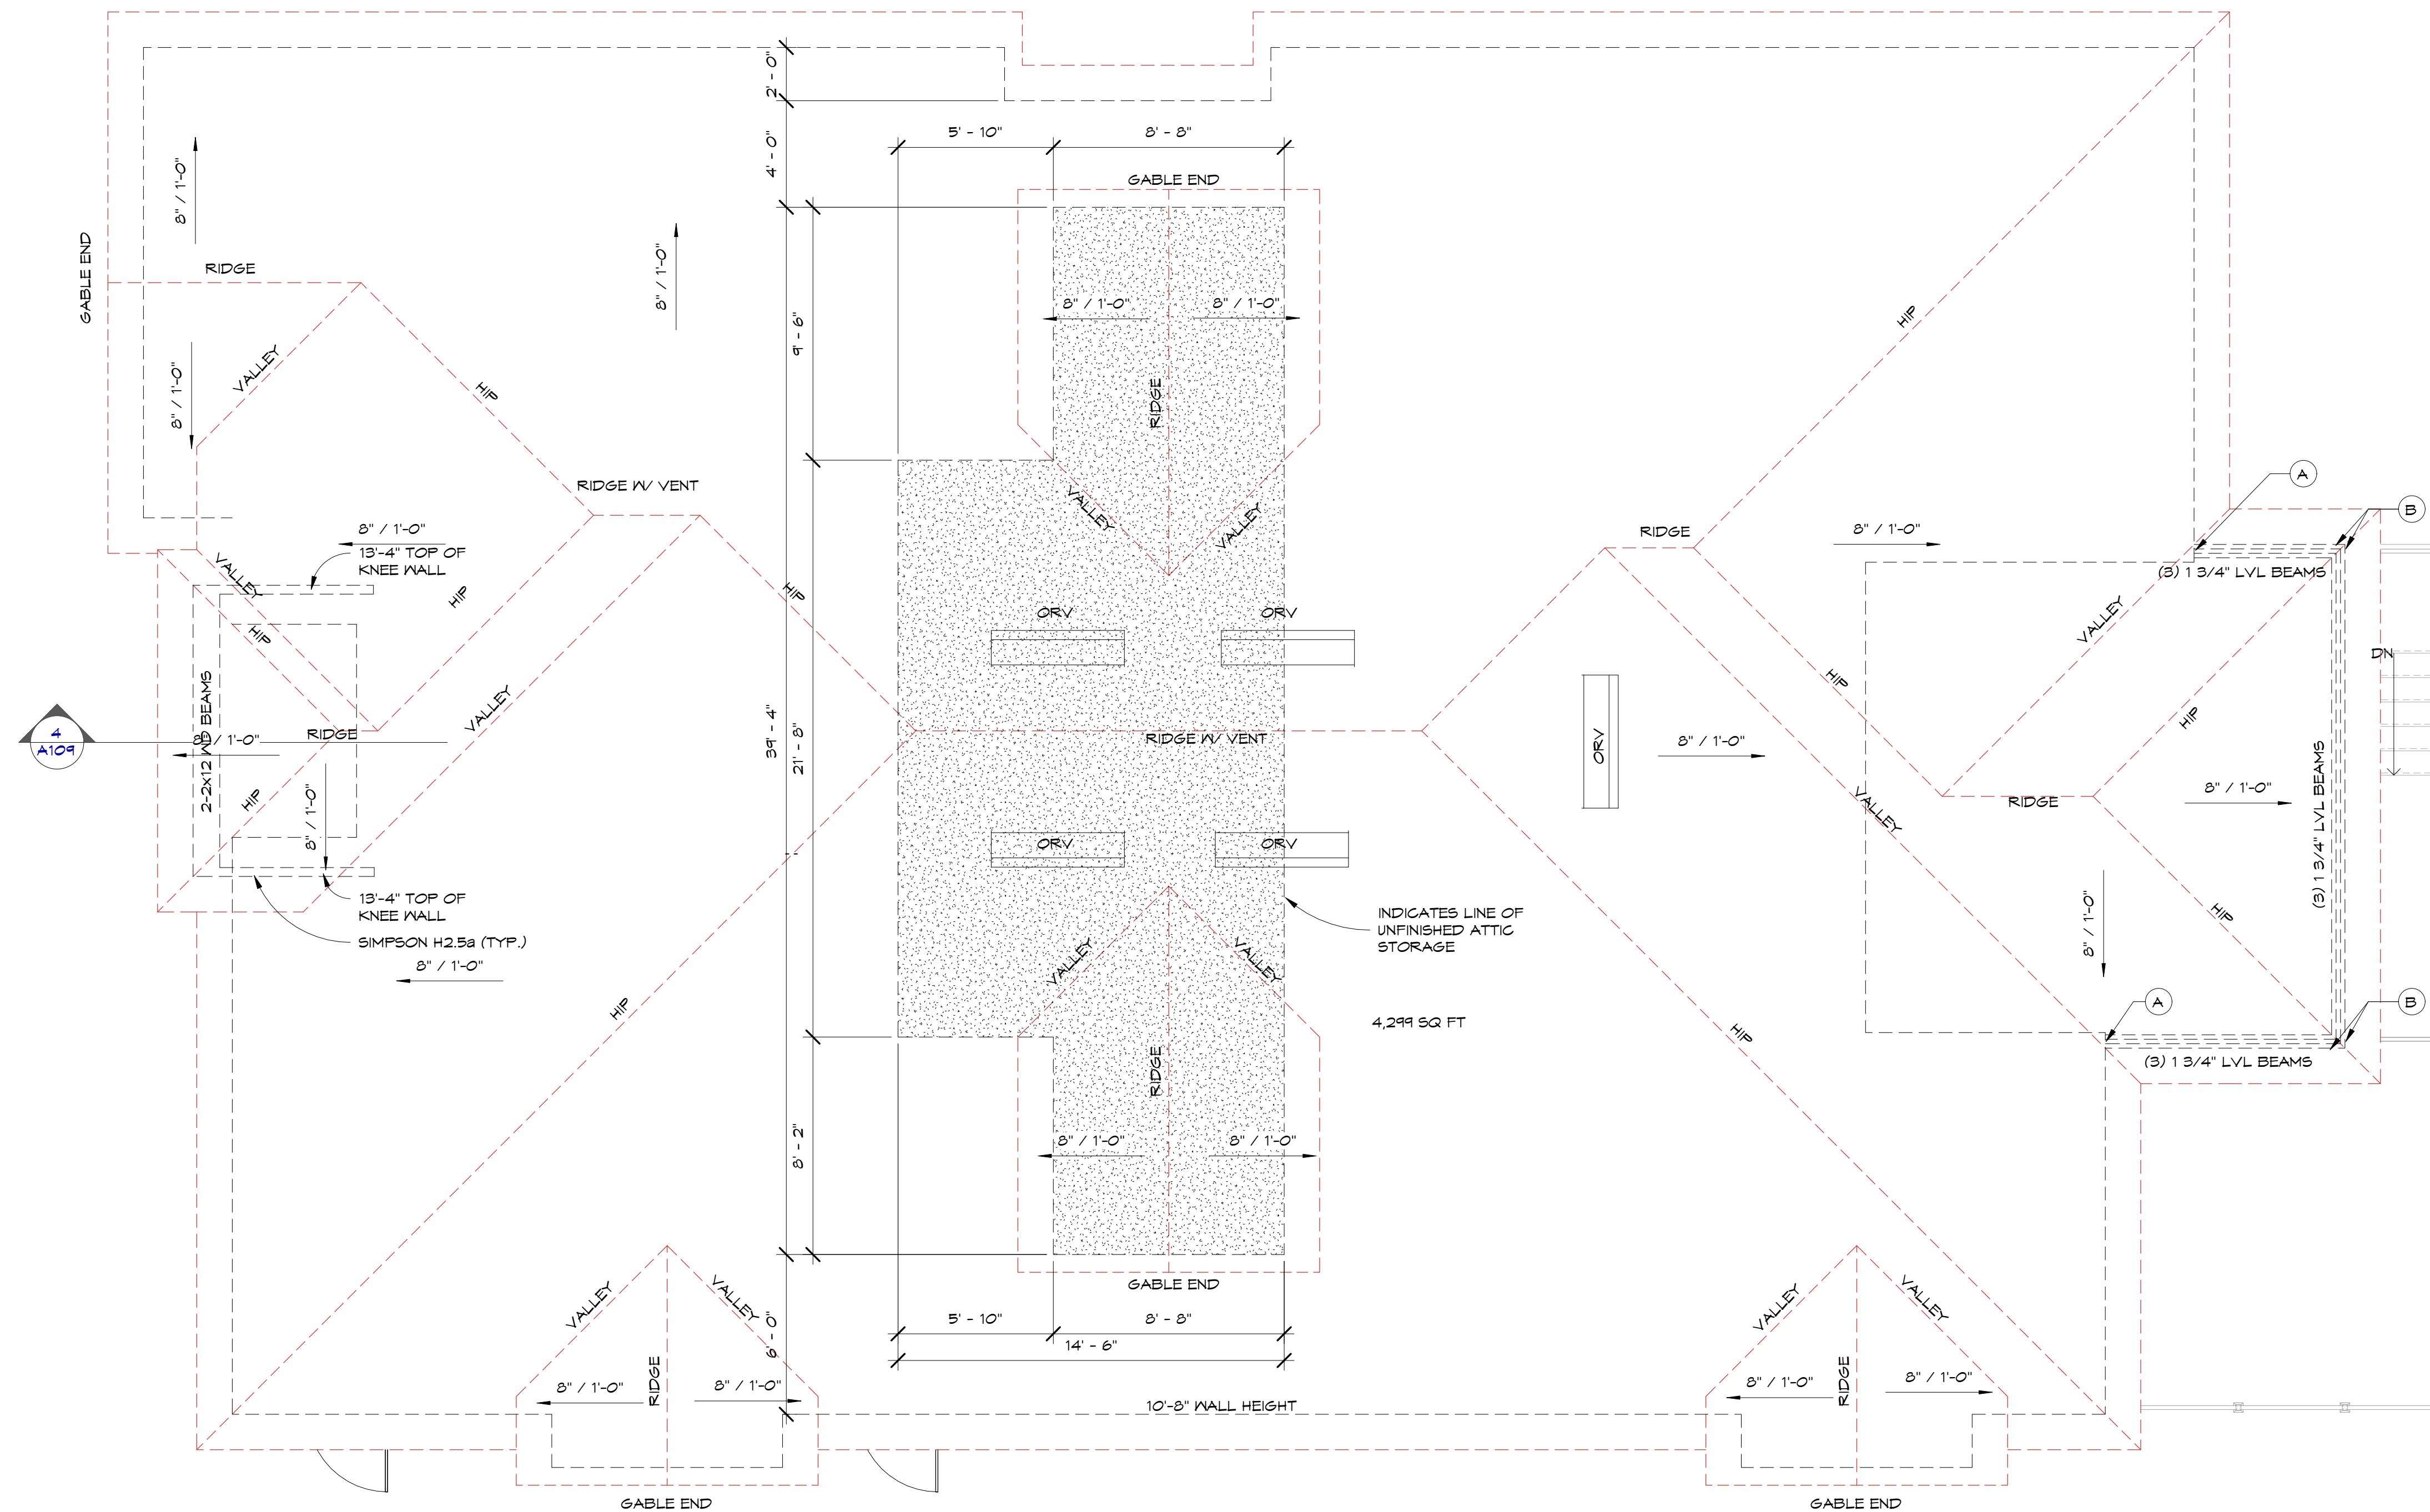 2' - 0"
5' - 10"
8' - 8"
4' - 0"
GABLE END
8" / 1'-0"
8" / 1'-0"
GABLE END
RIDGE
8" / 1'-0"
8" / 1'-0"
8" / 1'-0"
9' - 6"
HIP
VALLEY
8" / 1'-0"
HIP
RIDGE
RIDGE W/ VENT
VALLEY
VALLEY
A
B
8" / 1'-0"
13'-4" TOP OF
KNEE WALL
RIDGE
8" / 1'-0"
(3) 1 3/4" LVL BEAMS
VALLEY
HIP
HIP
HIP
ORV
ORV
VALLEY
HIP
DN
2-2x12 WD BEAMS
VALLEY
4
A109
8" / 1'-0"
RIDGE
39' - 4"
21' - 8"
RIDGE W/ VENT
ORV
8" / 1'-0"
HIP
HIP
8" / 1'-0"
ORV
ORV
VALLEY
RIDGE
8" / 1'-0"
(3) 1 3/4" LVL BEAMS
13'-4" TOP OF
KNEE WALL
SIMPSON H2.5a (TYP.)
8" / 1'-0"
INDICATES LINE OF
UNFINISHED ATTIC
STORAGE
VALLEY
VALLEY
8" / 1'-0"
HIP
HIP
4,299 SQ FT
HIP
A
B
(3) 1 3/4" LVL BEAMS
RIDGE
8' - 2"
8" / 1'-0"
8" / 1'-0"
GABLE END
VALLEY
VALLEY
6' - 0"
5' - 10"
8' - 8"
14' - 6"
VALLEY
VALLEY
8" / 1'-0"
RIDGE
8" / 1'-0"
10'-8" WALL HEIGHT
8" / 1'-0"
RIDGE
8" / 1'-0"
GABLE END
GABLE END